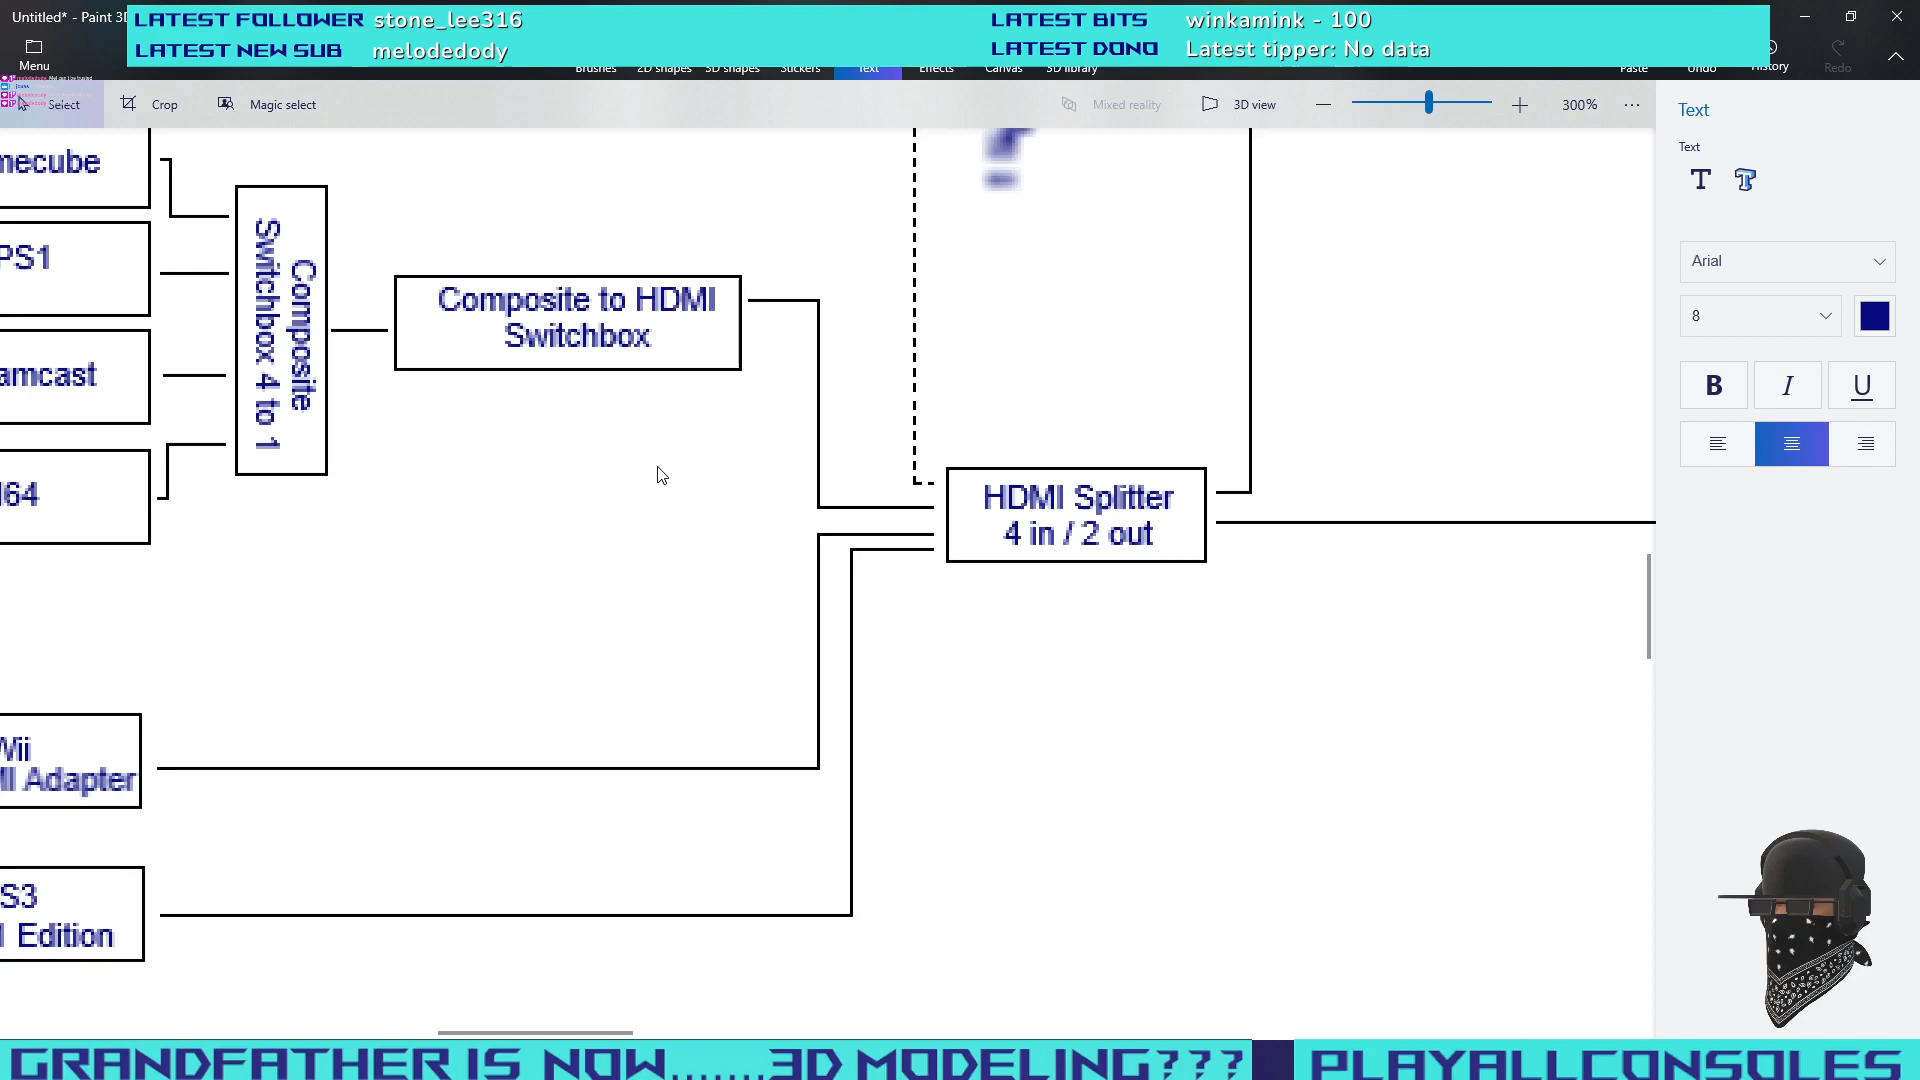 Untitled* - Paint 3D
LATEST FOLLOWER stone_lee316
LATEST NEW SUB melodedody
LATEST BITS winkamink - 100
LATEST DONO Latest tipper: No data
Menu
Brushes 2D shapes 3D shapes Stickers Text Effects Canvas 3D library
Paste Undo History Redo
Select Crop Magic select Mixed reality 3D view 300%
Text
Text
Arial
8
B I U
mecube
PS1
amcast
I64
Composite
Switchbox 4 to 1
Composite to HDMI
Switchbox
HDMI Splitter
4 in / 2 out
Wii
MI Adapter
S3
Edition
GRANDFATHER IS NOW.......3D MODELING???
PLAYALLCONSOLES